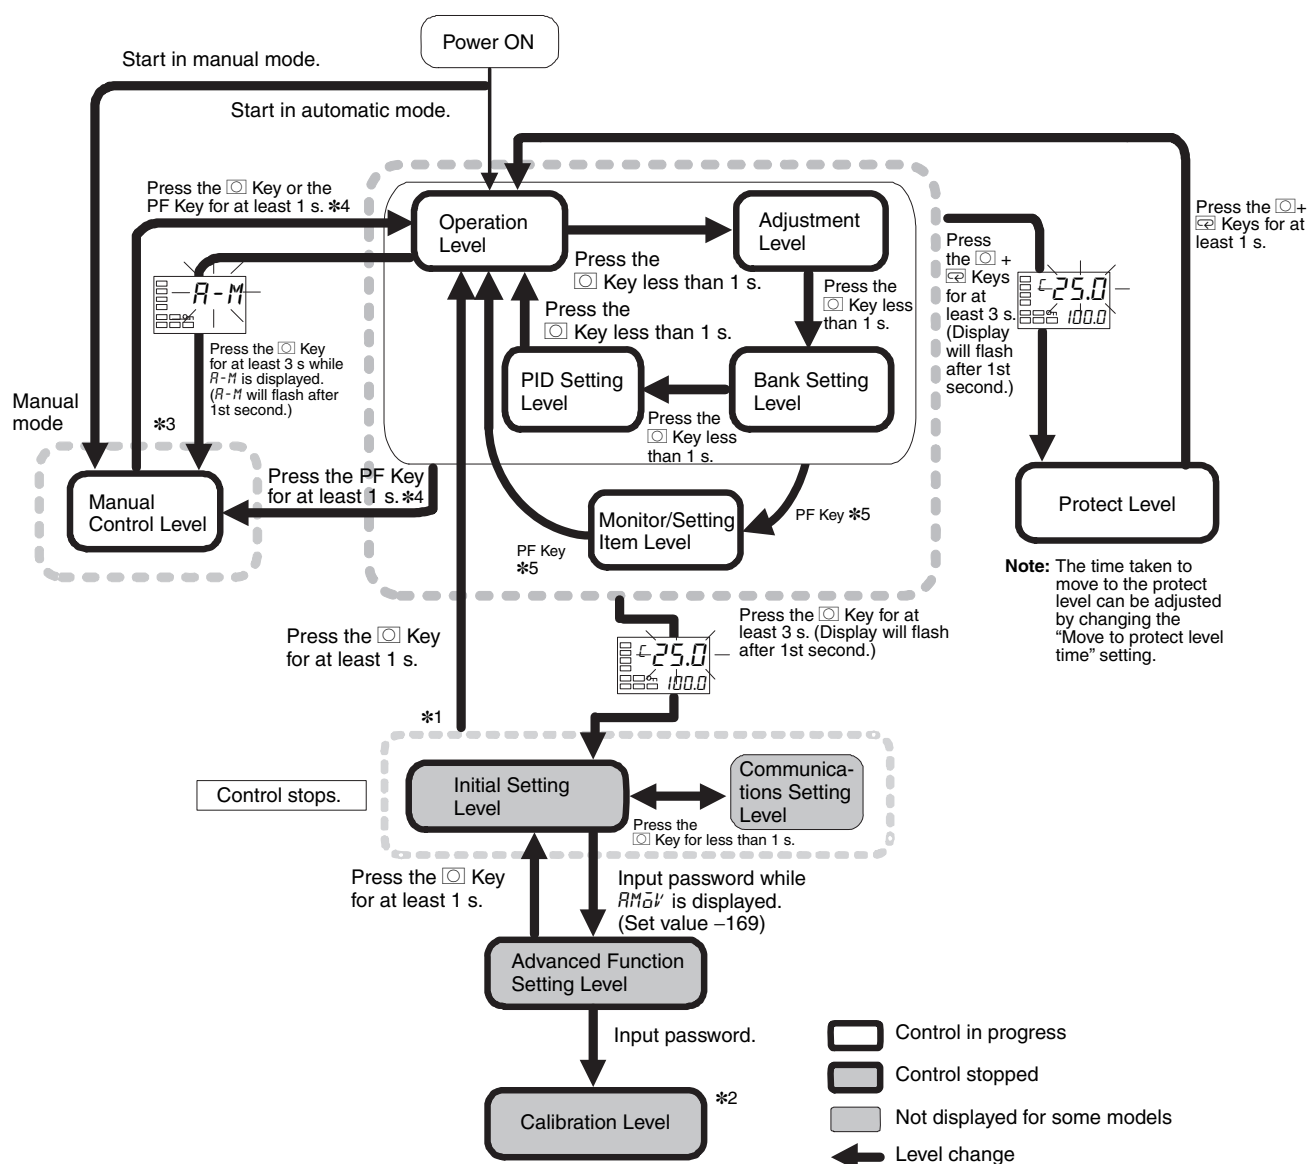 Power ON
Start in manual mode.
Start in automatic mode.
Press the Key or the
PF Key for at least 1 s. *4
Operation
Level
Adjustment
Level
Press the
Key less than 1 s.
Press the
Key less than 1 s.
Press the
Key less
than 1 s.
PID Setting
Level
Bank Setting
Level
Press the
Key less
than 1 s.
A-M
Press the Key
for at least 3 s while
A-M is displayed.
(A-M will flash after
1st second.)
Manual
mode
*3
Manual
Control Level
Press the PF Key
for at least 1 s.*4
Monitor/Setting
Item Level
PF Key *5
PF Key
*5
Press
the +
Keys
for at
least 3 s.
(Display
will flash
after 1st
second.)
C 25.0
100.0
Press the +
Keys for at
least 1 s.
Protect Level
Note: The time taken to
move to the protect
level can be adjusted
by changing the
“Move to protect level
time” setting.
Press the Key
for at least 1 s.
Press the Key for at
least 3 s. (Display will flash
after 1st second.)
C 25.0
100.0
*1
Control stops.
Initial Setting
Level
Communica-
tions Setting
Level
Press the
Key for less than 1 s.
Press the Key
for at least 1 s.
Input password while
AMOV is displayed.
(Set value −169)
Advanced Function
Setting Level
Input password.
Calibration Level
*2
Control in progress
Control stopped
Not displayed for some models
Level change